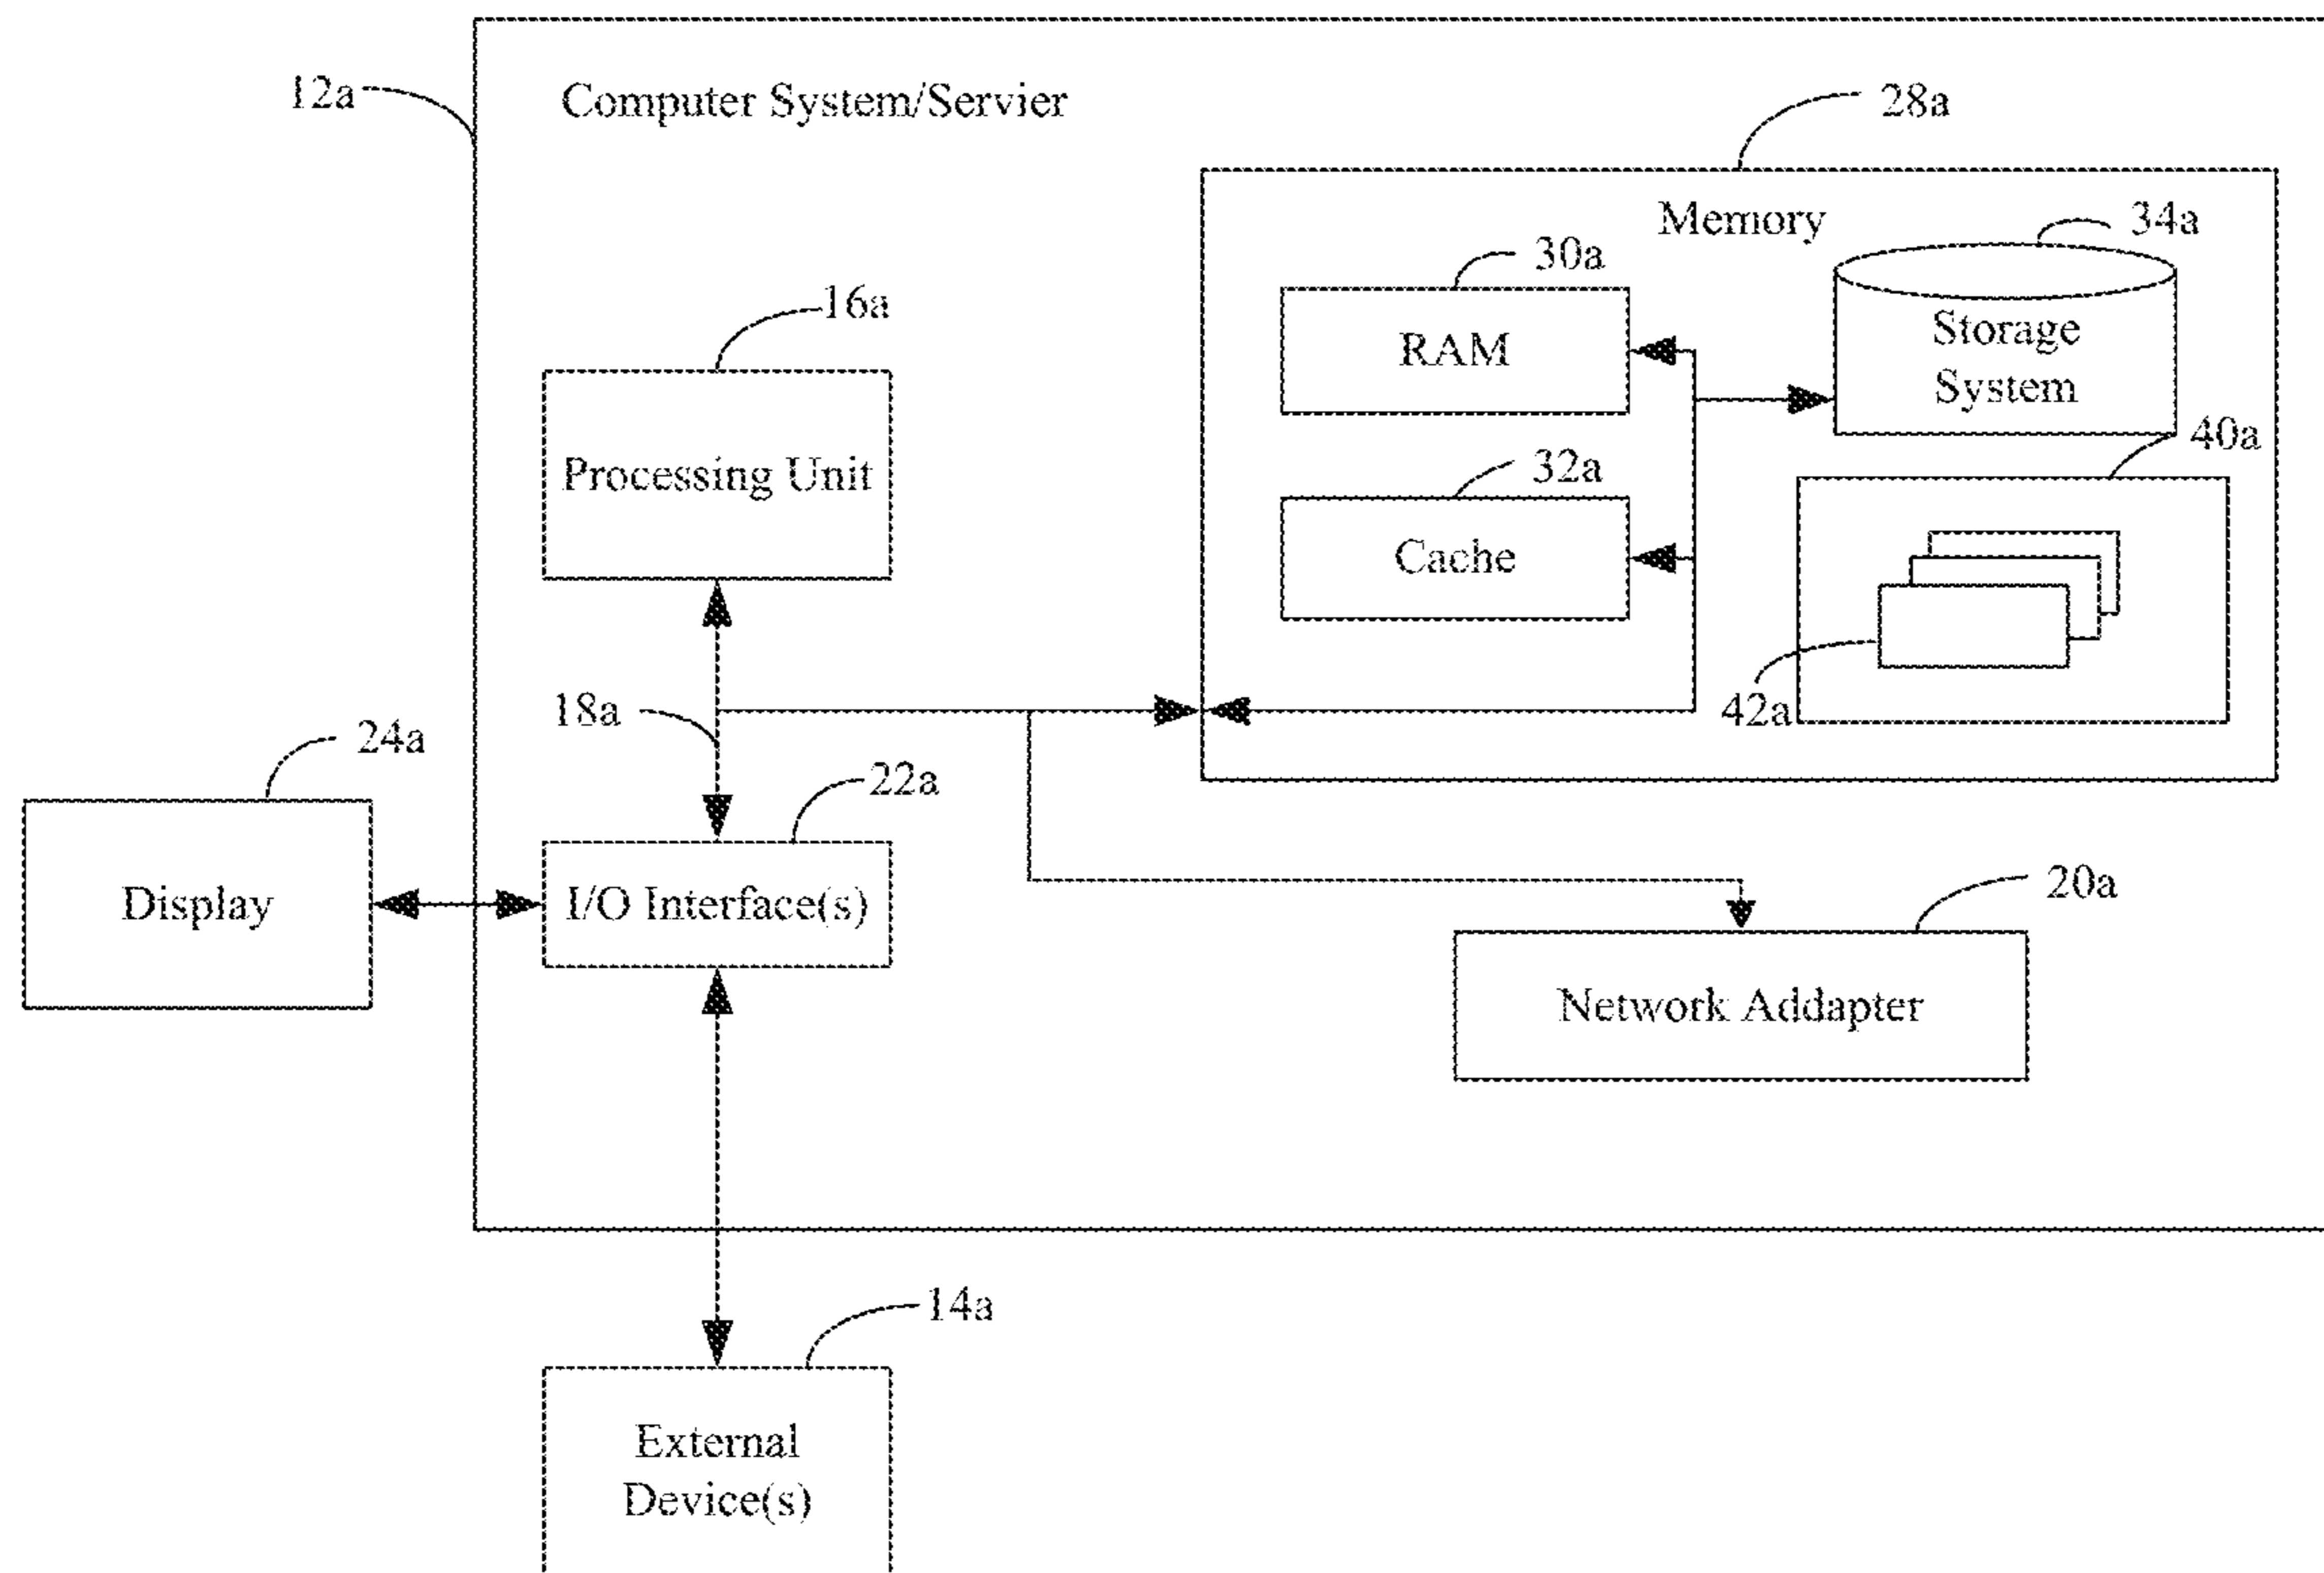 12a
Computer System/Servier
28a
Memory
34a
30a
16a
RAM
Storage
System
40a
32a
Processing Unit
Cache
18a
42a
24a
22a
Display
I/O Interface(s)
20a
Network Addapter
14a
External
Device(s)